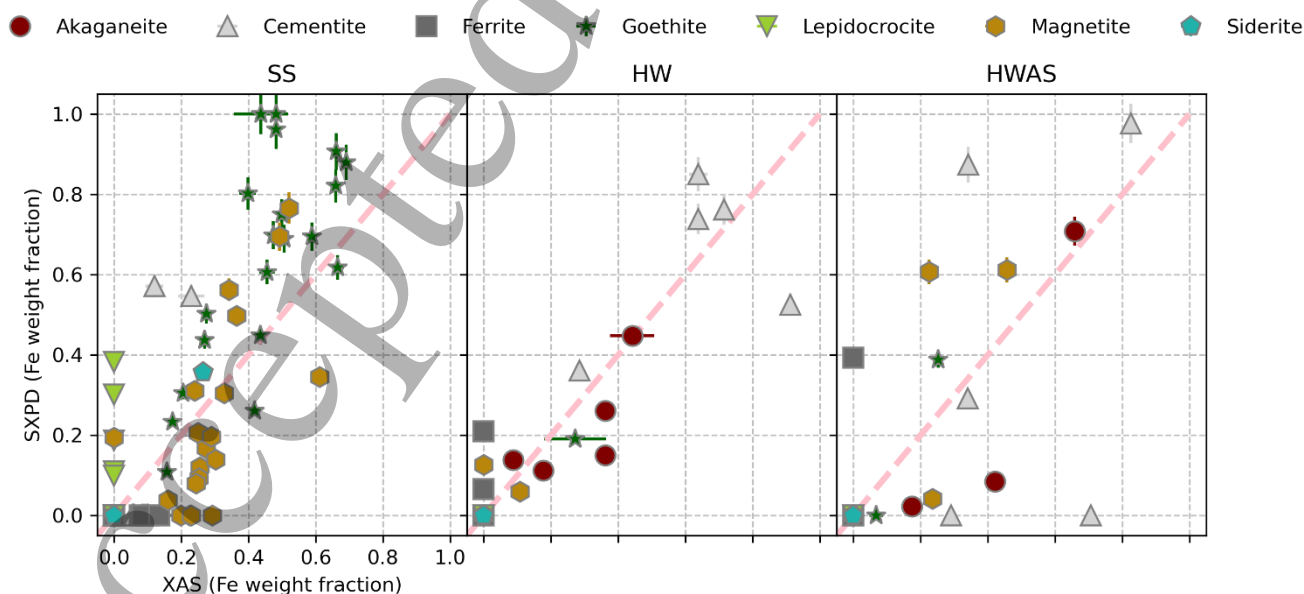 Akaganeite Cementite Ferrite Goethite Lepidocrocite Magnetite Siderite
SS HW HWAS
SXPD (Fe weight fraction)
1.0
0.8
0.6
0.4
0.2
0.0
0.0 0.2 0.4 0.6 0.8 1.0
XAS (Fe weight fraction)
ccepted